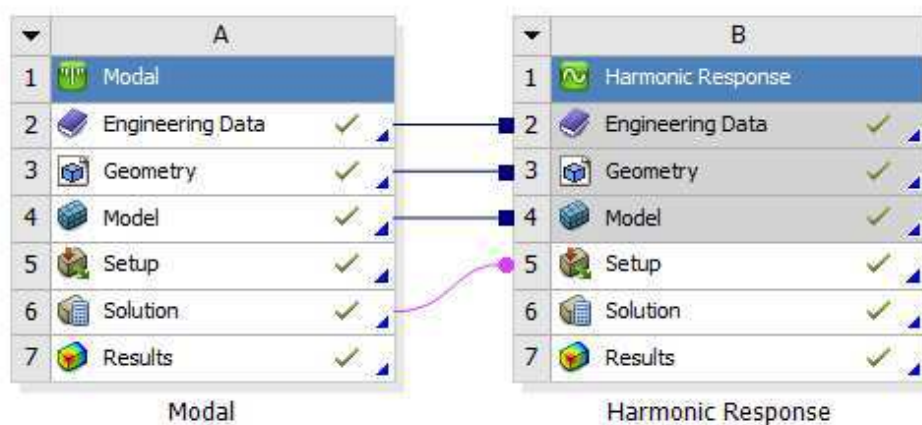 A
1 Modal
2 Engineering Data
3 Geometry
4 Model
5 Setup
6 Solution
7 Results
Modal
B
1 Harmonic Response
2 Engineering Data
3 Geometry
4 Model
5 Setup
6 Solution
7 Results
Harmonic Response